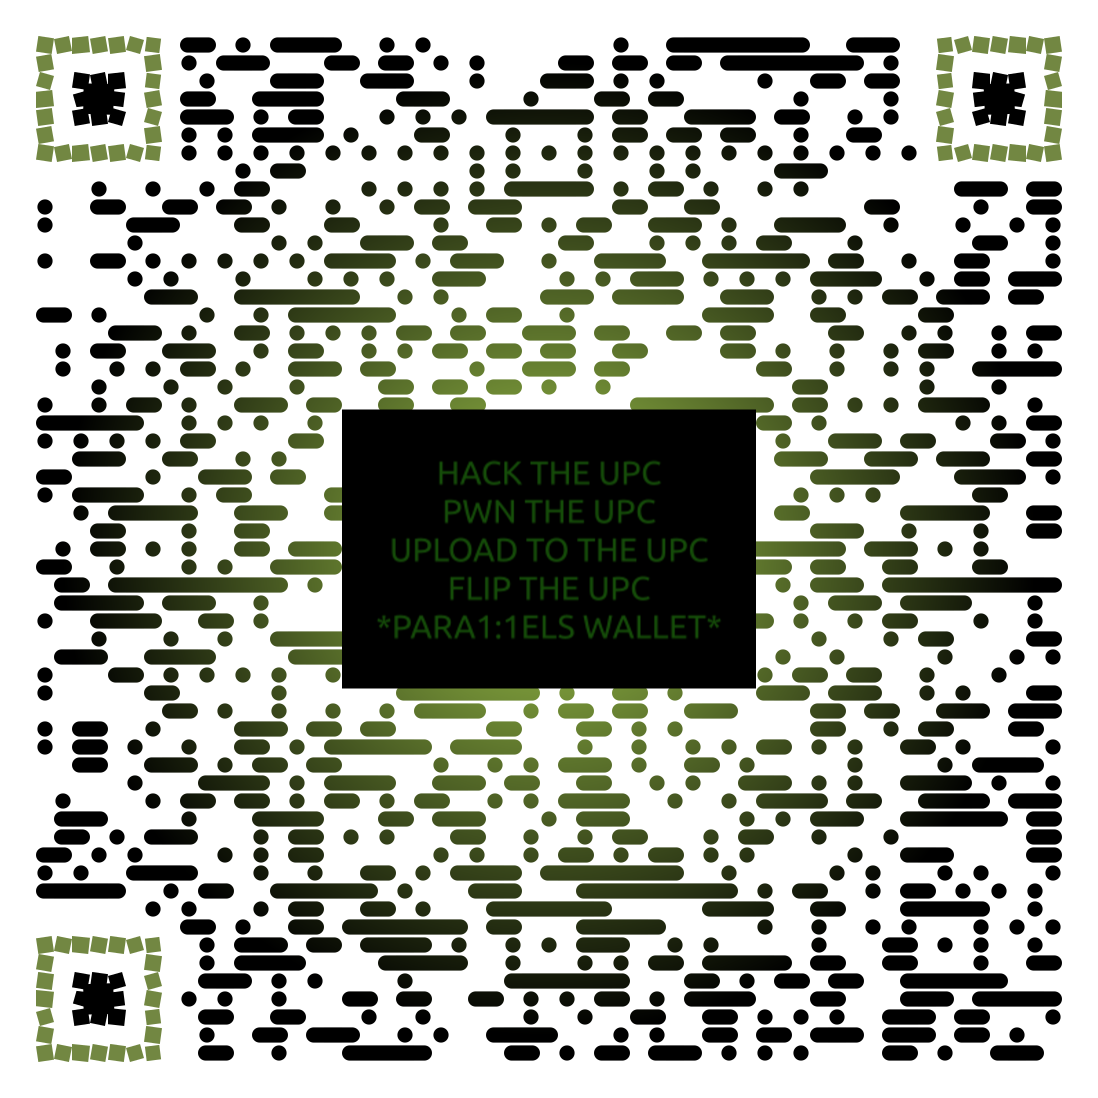 HACK THE UPC
PWN THE UPC
UPLOAD TO THE UPC
FLIP THE UPC
*PARA1:1ELS WALLET*